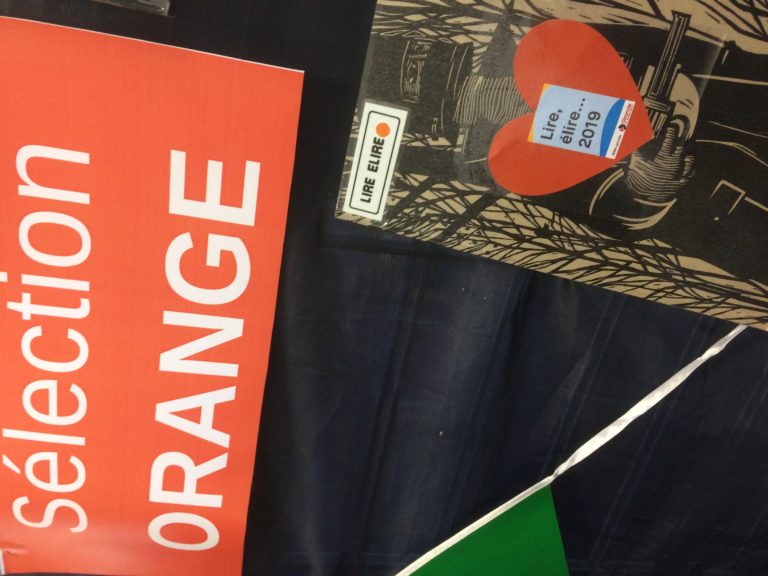 sélection
ORANGE
LIRE ELIRE
Lire,
élire...
2019